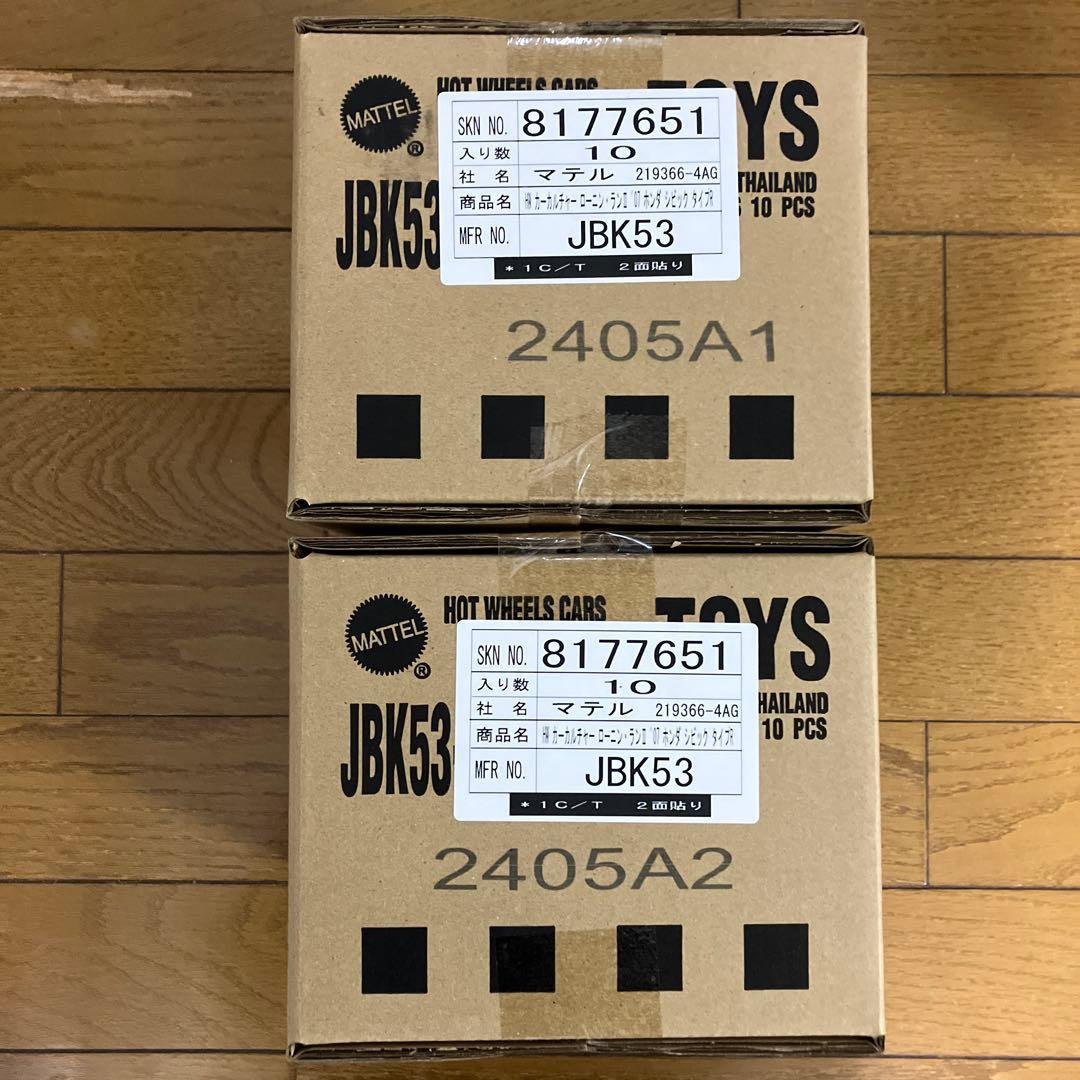 MATTEL
®
HOT WHEELS CARS
TOYS
JBK53
THAILAND
10 PCS
SKN NO. 8177651
入り数 10
社 名 マテル 219366-4AG
商品名 HW カーカルチャー ローニン・ランⅡ '07 ホンダ シビック タイプR
MFR NO. JBK53
*1C/T 2面貼り
2405A1
MATTEL
®
HOT WHEELS CARS
TOYS
JBK53-
HAILAND
10 PCS
SKN NO. 8177651
入り数 10
社 名 マテル 219366-4AG
商品名 HW カーカルチャー ローニン・ランⅡ '07 ホンダ シビック タイプR
MFR NO. JBK53
*1C/T 2面貼り
2405A2